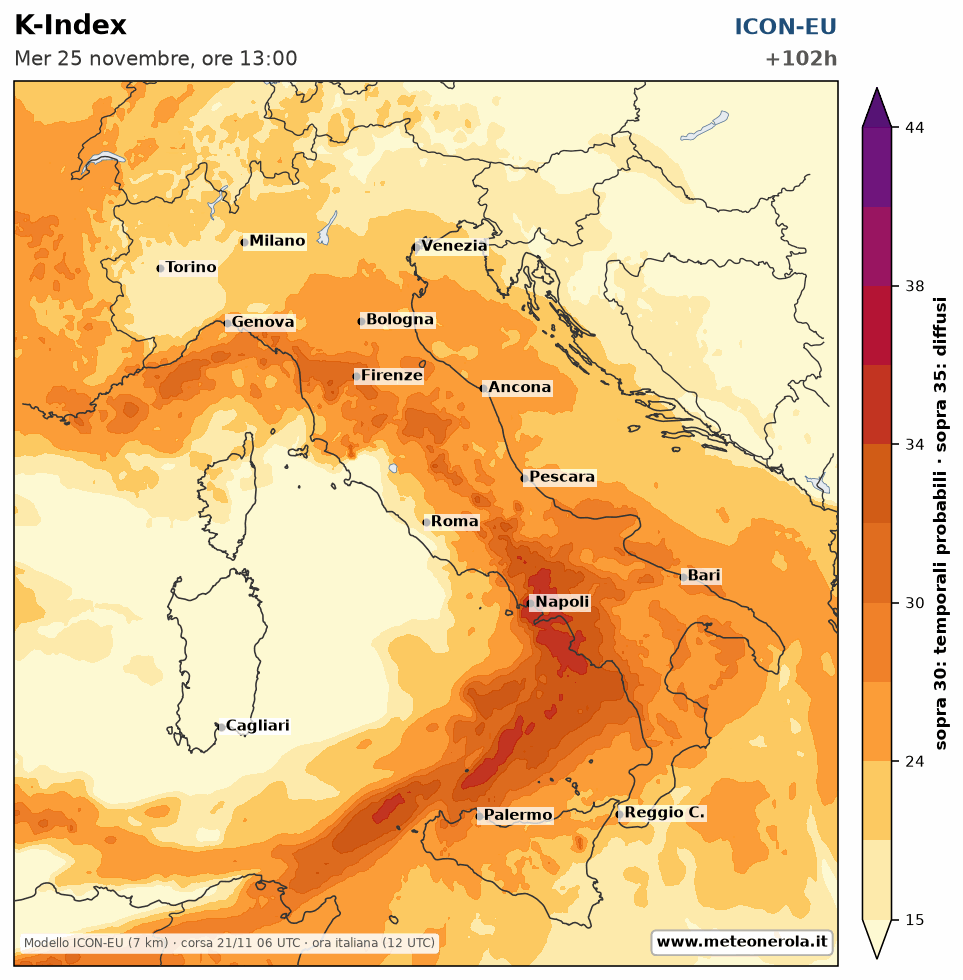 K-Index
ICON-EU
Mer 25 novembre, ore 13:00
+102h
44
Milano
Venezia
Torino
38
Genova
Bologna
Firenze
Ancona
34
Pescara
Roma
Bari
Napoli
30
Cagliari
24
Palermo
Reggio C.
15
sopra 30: temporali probabili · sopra 35: diffusi
Modello ICON-EU (7 km) · corsa 21/11 06 UTC · ora italiana (12 UTC)
www.meteonerola.it